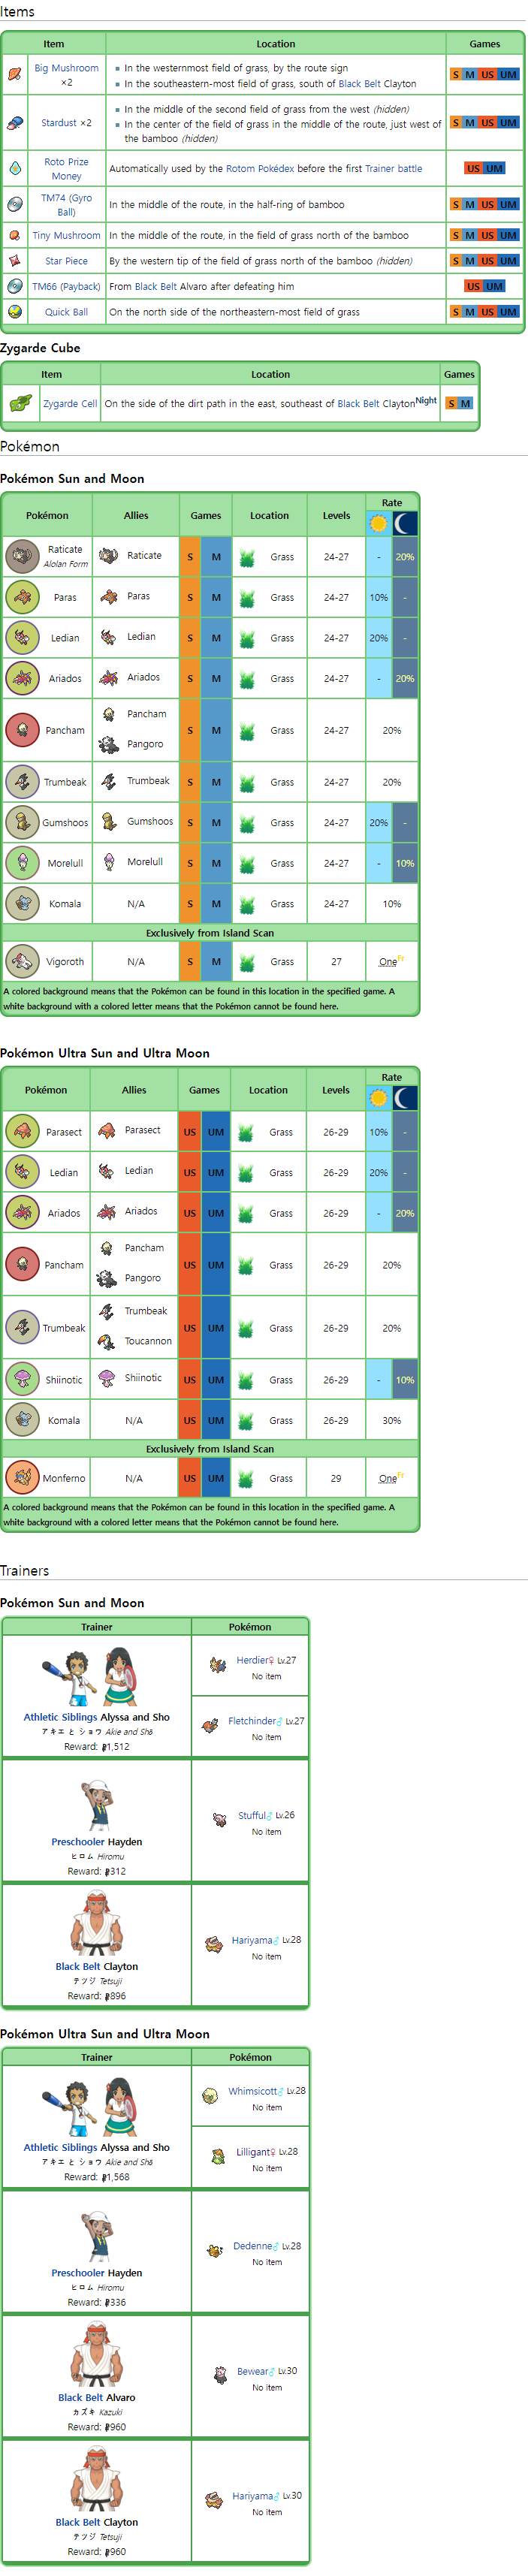 Items
Item Location Games
Big Mushroom
×2
In the westernmost field of grass, by the route sign
In the southeastern-most field of grass, south of Black Belt Clayton
S M US UM
Stardust ×2
In the middle of the second field of grass from the west (hidden)
In the center of the field of grass in the middle of the route, just west of
the bamboo (hidden)
S M US UM
Roto Prize
Money
Automatically used by the Rotom Pokédex before the first Trainer battle
US UM
TM74 (Gyro
Ball)
In the middle of the route, in the half-ring of bamboo
S M US UM
Tiny Mushroom In the middle of the route, in the field of grass north of the bamboo S M US UM
Star Piece By the western tip of the field of grass north of the bamboo (hidden) S M US UM
TM66 (Payback) From Black Belt Alvaro after defeating him US UM
Quick Ball On the north side of the northeastern-most field of grass S M US UM
Zygarde Cube
Item Location Games
Zygarde Cell On the side of the dirt path in the east, southeast of Black Belt ClaytonNight S M
Pokémon
Pokémon Sun and Moon
Pokémon Allies Games Location Levels Rate
Raticate
Alolan Form
Raticate S M Grass 24-27 - 20%
Paras Paras S M Grass 24-27 10% -
Ledian Ledian S M Grass 24-27 20% -
Ariados Ariados S M Grass 24-27 - 20%
Pancham
Pancham
Pangoro
S M Grass 24-27 20%
Trumbeak Trumbeak S M Grass 24-27 20%
Gumshoos Gumshoos S M Grass 24-27 20% -
Morelull Morelull S M Grass 24-27 - 10%
Komala N/A S M Grass 24-27 10%
Exclusively from Island Scan
Vigoroth N/A S M Grass 27 OneFr
A colored background means that the Pokémon can be found in this location in the specified game. A
white background with a colored letter means that the Pokémon cannot be found here.
Pokémon Ultra Sun and Ultra Moon
Pokémon Allies Games Location Levels Rate
Parasect Parasect US UM Grass 26-29 10% -
Ledian Ledian US UM Grass 26-29 20% -
Ariados Ariados US UM Grass 26-29 - 20%
Pancham
Pancham
Pangoro
US UM Grass 26-29 20%
Trumbeak
Trumbeak
Toucannon
US UM Grass 26-29 20%
Shiinotic Shiinotic US UM Grass 26-29 - 10%
Komala N/A US UM Grass 26-29 30%
Exclusively from Island Scan
Monferno N/A US UM Grass 29 OneFr
A colored background means that the Pokémon can be found in this location in the specified game. A
white background with a colored letter means that the Pokémon cannot be found here.
Trainers
Pokémon Sun and Moon
Trainer Pokémon
Athletic Siblings Alyssa and Sho
アキエ と ショウ Akie and Shō
Reward: 1,512
Herdier♀ Lv.27
No item
Fletchinder♂ Lv.27
No item
Preschooler Hayden
ヒロム Hiromu
Reward: 312
Stufful♂ Lv.26
No item
Black Belt Clayton
テツジ Tetsuji
Reward: 896
Hariyama♂ Lv.28
No item
Pokémon Ultra Sun and Ultra Moon
Trainer Pokémon
Athletic Siblings Alyssa and Sho
アキエ と ショウ Akie and Shō
Reward: 1,568
Whimsicott♂ Lv.28
No item
Lilligant♀ Lv.28
No item
Preschooler Hayden
ヒロム Hiromu
Reward: 336
Dedenne♂ Lv.28
No item
Black Belt Alvaro
カズキ Kazuki
Reward: 960
Bewear♂ Lv.30
No item
Black Belt Clayton
テツジ Tetsuji
Reward: 960
Hariyama♂ Lv.30
No item